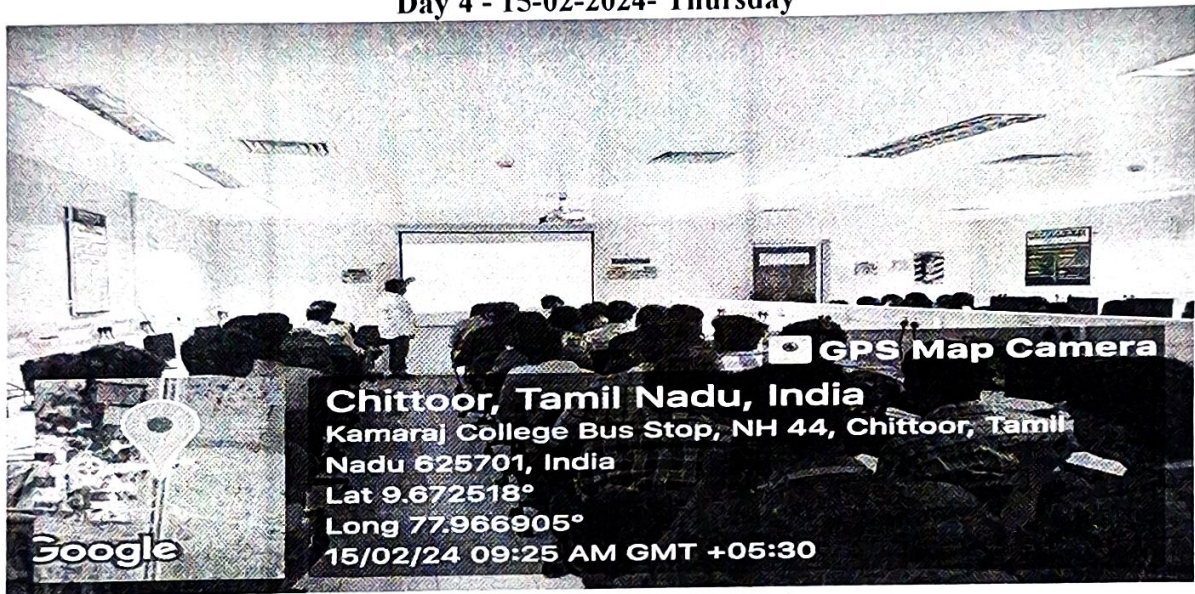 Day 4 - 15-02-2024- Thursday
GPS Map Camera
Chittoor, Tamil Nadu, India
Kamaraj College Bus Stop, NH 44, Chittoor, Tamil
Nadu 625701, India
Lat 9.672518°
Long 77.966905°
15/02/24 09:25 AM GMT +05:30
Google